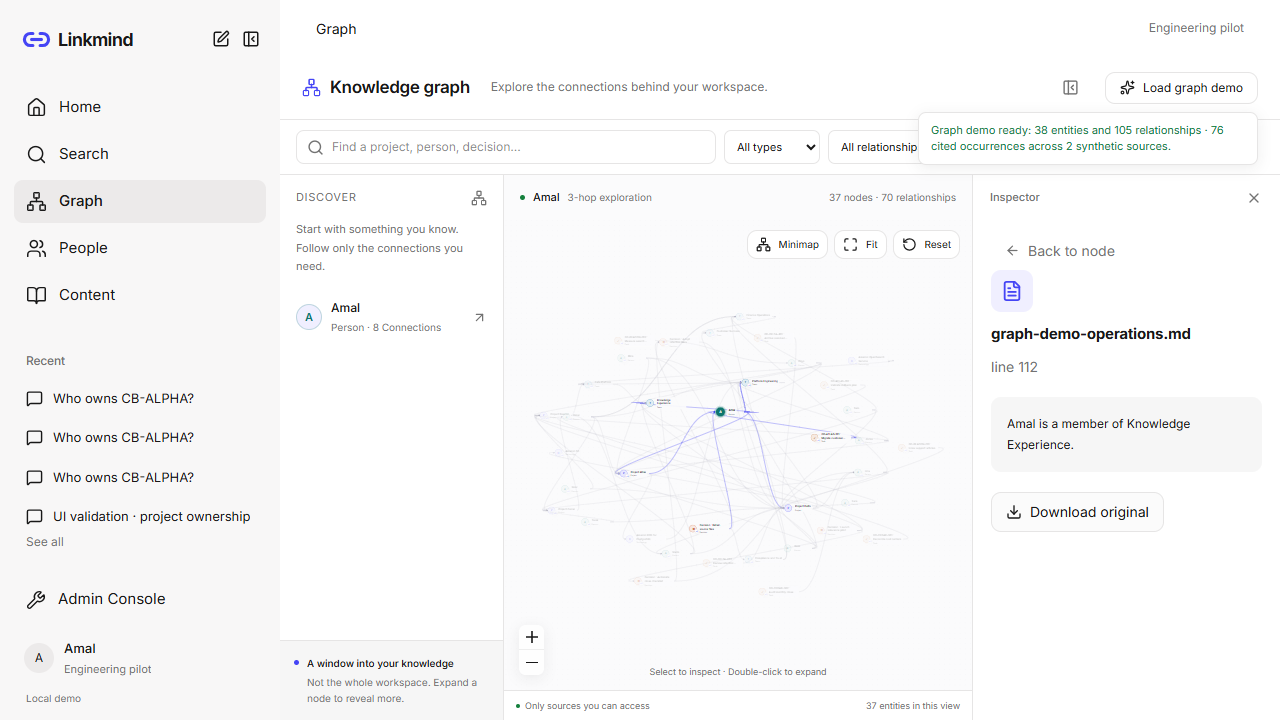 Linkmind
Home
Search
Graph
People
Content
Recent
Who owns CB-ALPHA?
Who owns CB-ALPHA?
Who owns CB-ALPHA?
UI validation · project ownership
See all
Admin Console
A
Amal
Engineering pilot
Local demo
Graph
Engineering pilot
Knowledge graph
Explore the connections behind your workspace.
Load graph demo
Graph demo ready: 38 entities and 105 relationships · 76
cited occurrences across 2 synthetic sources.
Find a project, person, decision...
All types
All relationship
DISCOVER
Start with something you know.
Follow only the connections you
need.
A
Amal
Person · 8 Connections
A window into your knowledge
Not the whole workspace. Expand a
node to reveal more.
Amal 3-hop exploration
37 nodes · 70 relationships
Minimap
Fit
Reset
Select to inspect · Double-click to expand
Only sources you can access
37 entities in this view
Inspector
Back to node
graph-demo-operations.md
line 112
Amal is a member of Knowledge
Experience.
Download original